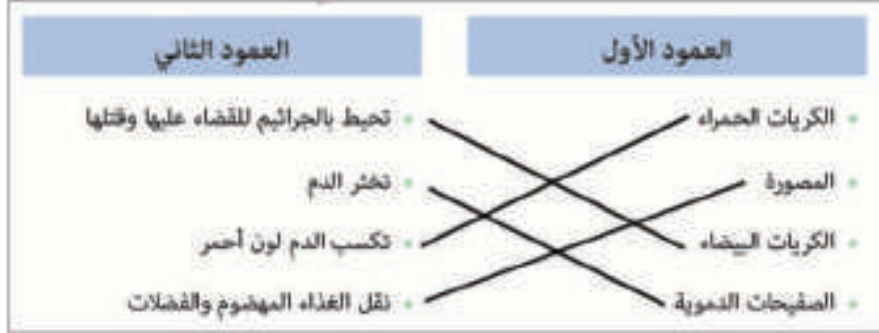 العمود الأول العمود الثاني
الكريات الحمراء تحيط بالجراثيم للقضاء عليها وقتلها
المصورة تخثر الدم
الكريات البيضاء تكسب الدم لون أحمر
الصفيحات الدموية نقل الغذاء المهضوم والفضلات